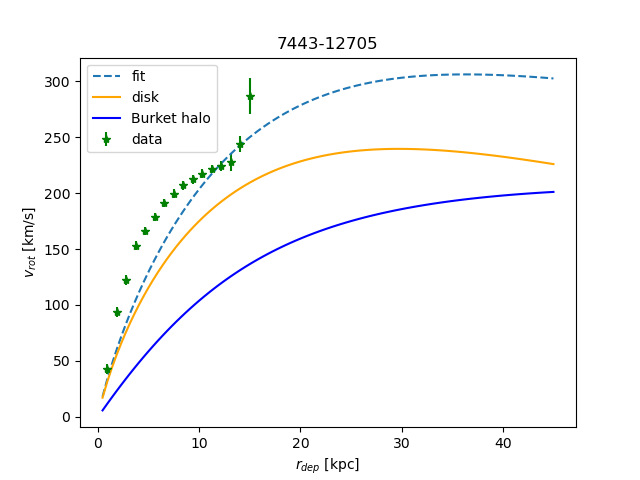 7443-12705
fit
disk
Burket halo
data
300
250
200
150
100
50
0
v_rot [km/s]
0 10 20 30 40
r_dep [kpc]